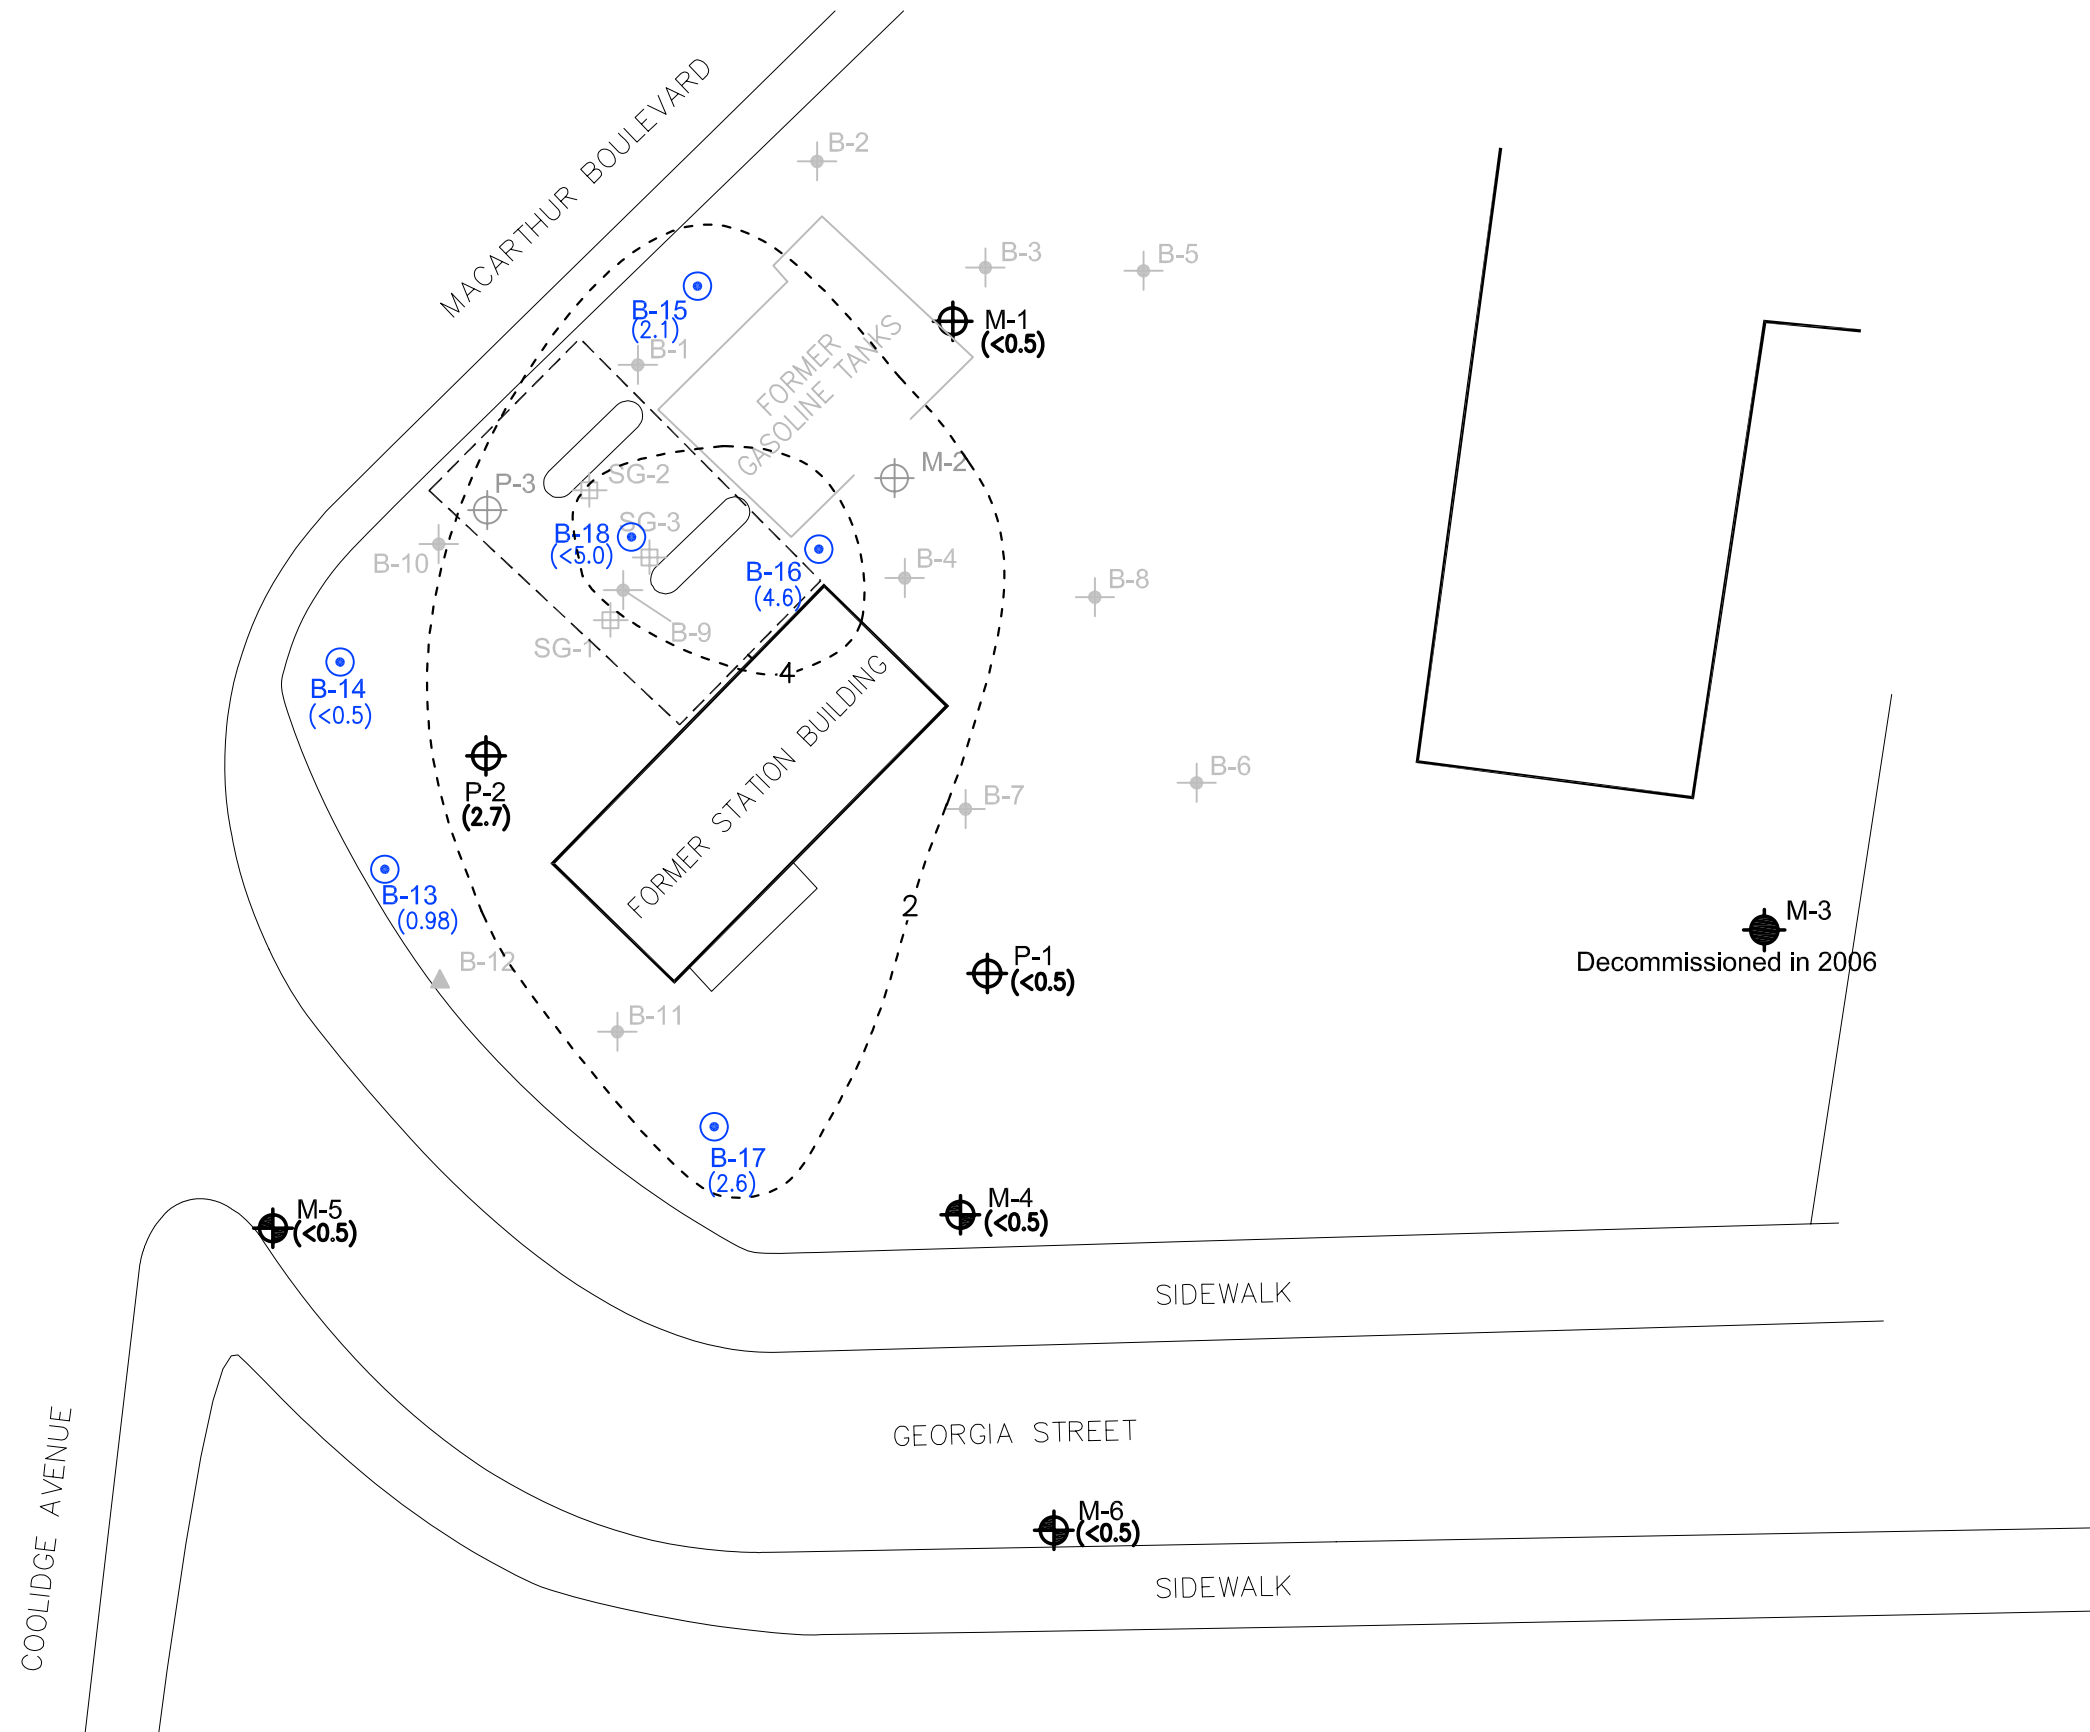 MACARTHUR BOULEVARD
B-2
B-3
B-5
B-15
(2.1)
M-1
(<0.5)
B-1
FORMER
GASOLINE TANKS
M-2
SG-2
P-3
SG-3
B-18
(<5.0)
B-10
B-16
(4.6)
B-4
B-8
B-9
SG-1
4
B-14
(<0.5)
FORMER STATION BUILDING
P-2
(2.7)
B-7
B-6
B-13
(0.98)
2
M-3
Decommissioned in 2006
B-12
P-1
(<0.5)
B-11
B-17
(2.6)
M-5
(<0.5)
M-4
(<0.5)
SIDEWALK
GEORGIA STREET
COOLIDGE AVENUE
M-6
(<0.5)
SIDEWALK